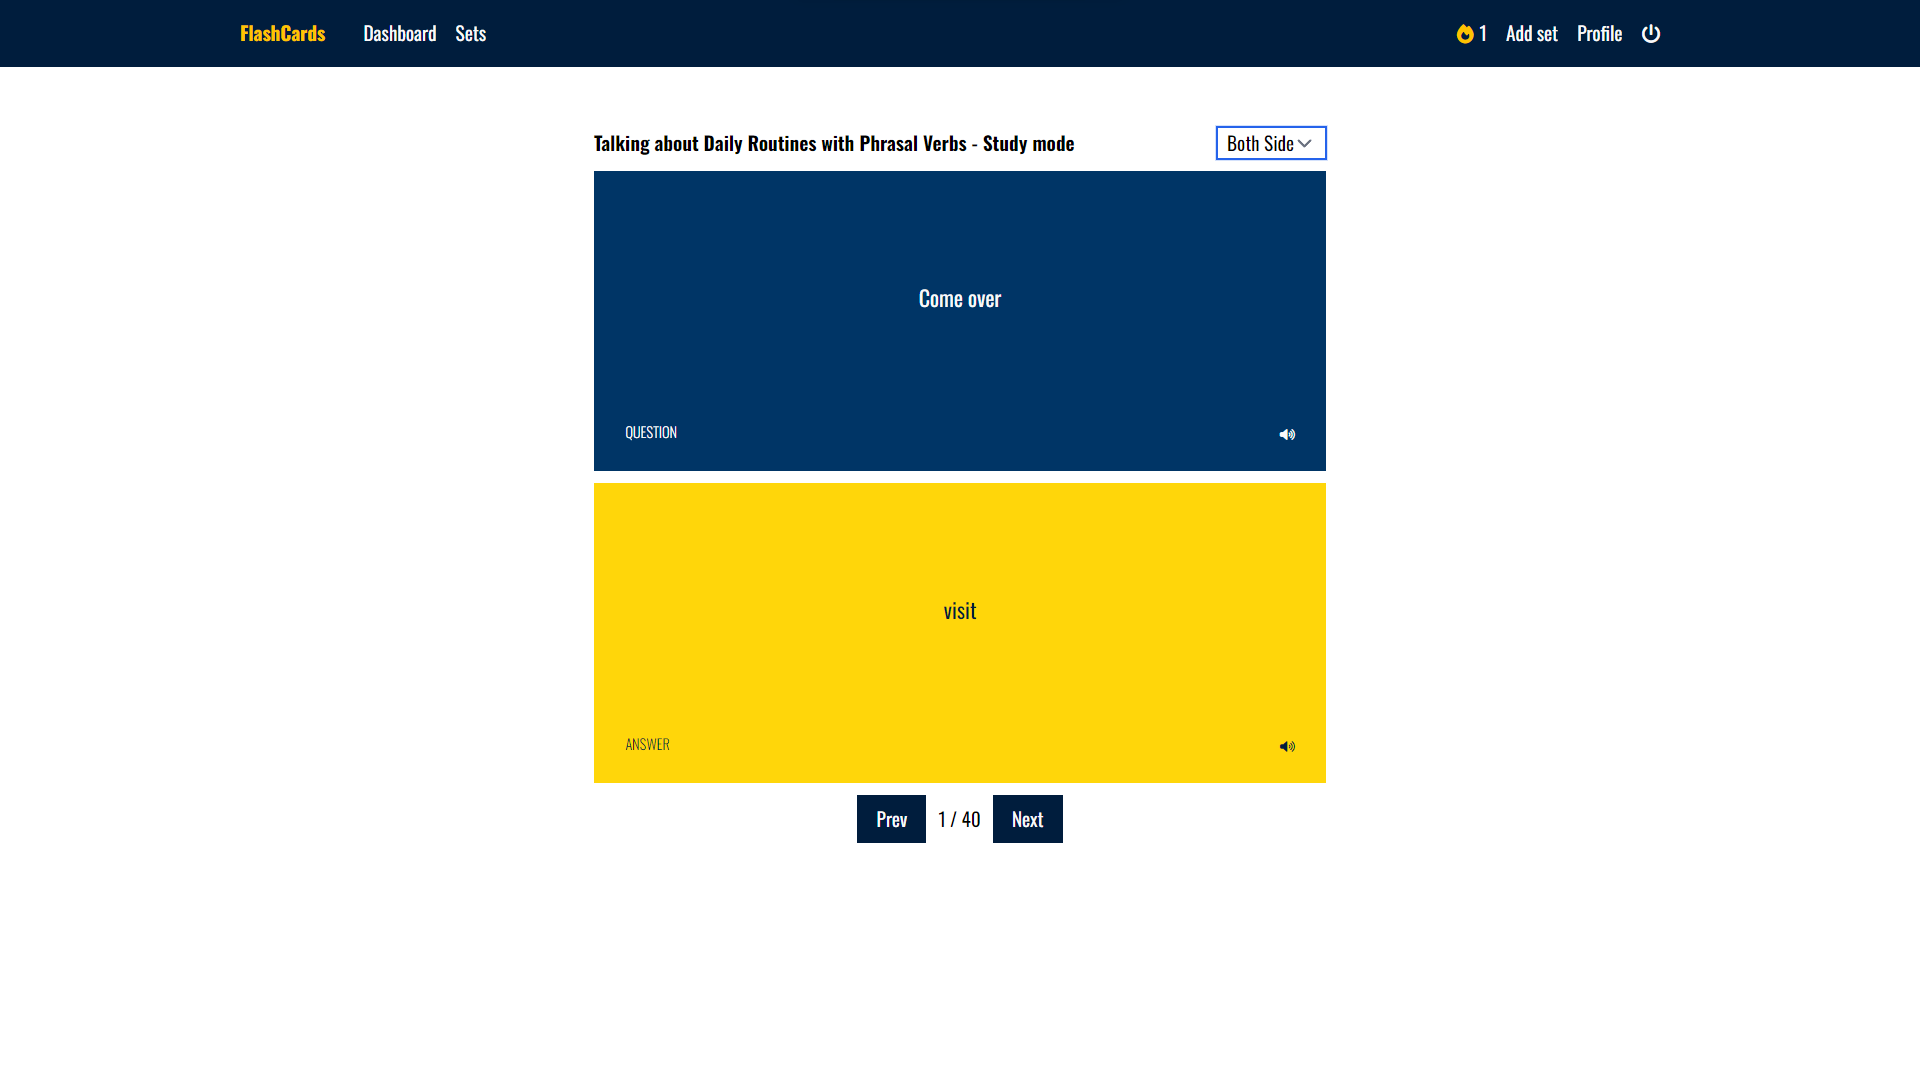 FlashCards Dashboard Sets 1 Add set Profile
Talking about Daily Routines with Phrasal Verbs - Study mode Both Side
Come over
QUESTION
visit
ANSWER
Prev 1 / 40 Next